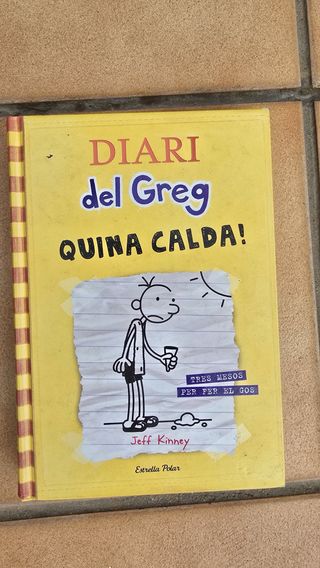 DIARI
del Greg
QUINA CALDA!
TRES MESOS
PER FER EL GOS
Jeff Kinney
Estrella Polar